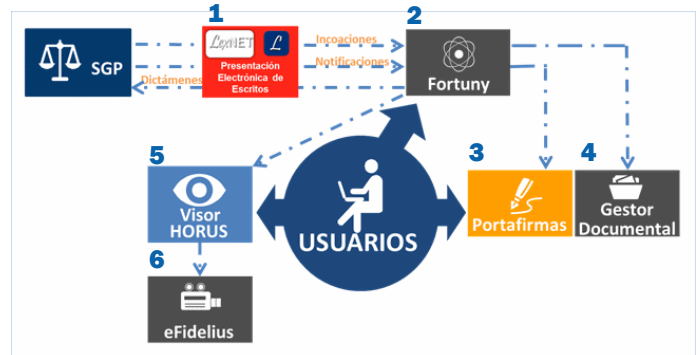 1
2
LexNET L
SGP
Presentación
Electrónica de
Escritos
Incoaciones
Notificaciones
Dictámenes
Fortuny
5
3
4
Visor
HORUS
USUARIOS
Portafirmas
Gestor
Documental
6
eFidelius